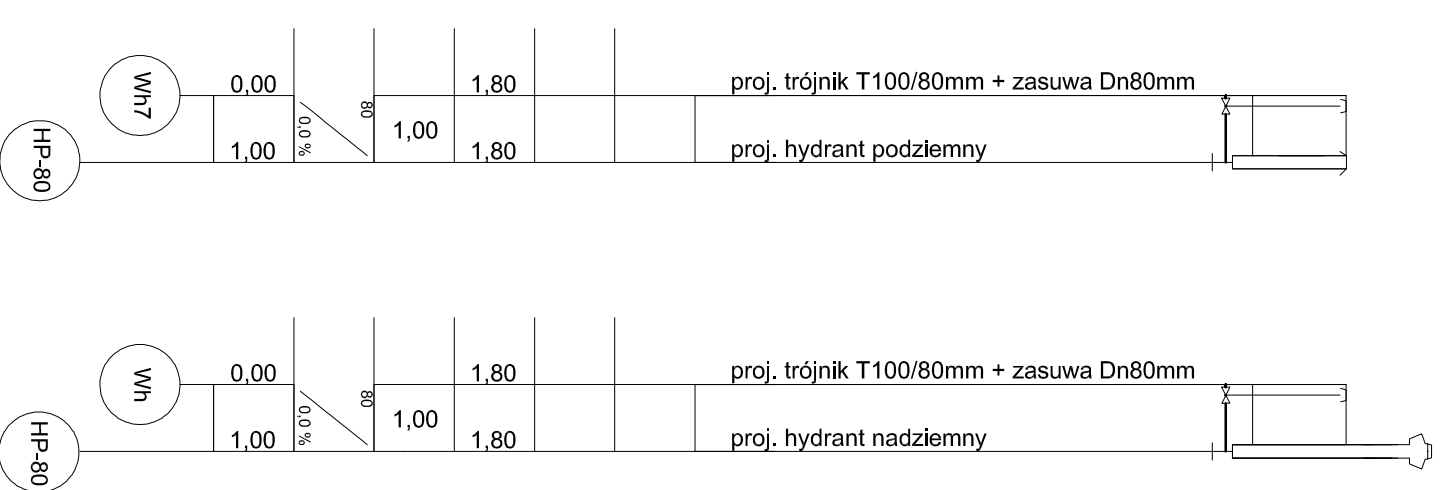 Wh7
0,00
1,80
proj. trójnik T100/80mm + zasuwa Dn80mm
80
0,0 %
1,00
HP-80
1,00
1,80
proj. hydrant podziemny
Wh
0,00
1,80
proj. trójnik T100/80mm + zasuwa Dn80mm
80
0,0 %
1,00
HP-80
1,00
1,80
proj. hydrant nadziemny